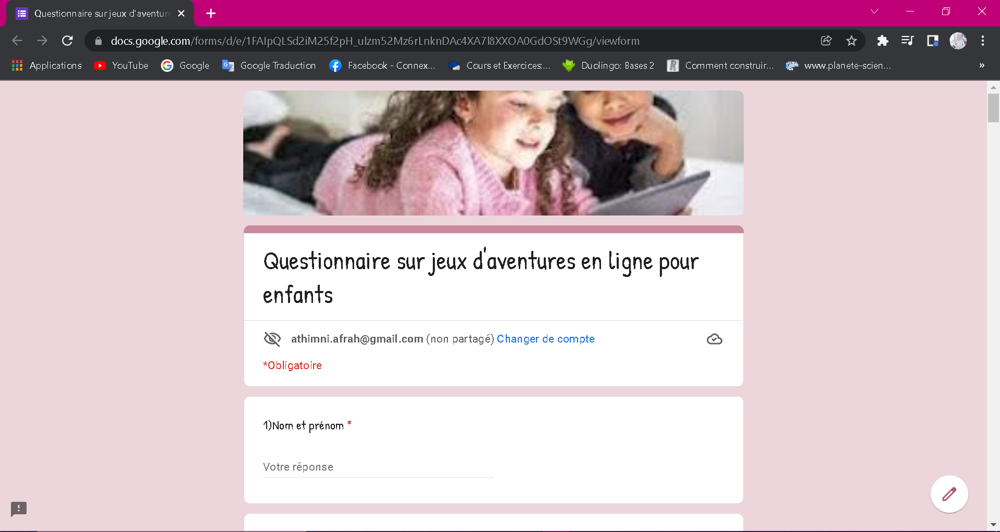 Questionnaire sur jeux d'aventure
docs.google.com/forms/d/e/1FAIpQLSd2iM25f2pH_ulzm52Mz6rLnknDAc4XA7l8XXOA0GdOSt9WGg/viewform
Applications YouTube Google Google Traduction Facebook - Connex... Cours et Exercices:... Duolingo: Bases 2 Comment construir... www.planete-scien... »
Questionnaire sur jeux d'aventures en ligne pour
enfants
athimni.afrah@gmail.com (non partagé) Changer de compte
*Obligatoire
1)Nom et prénom *
Votre réponse